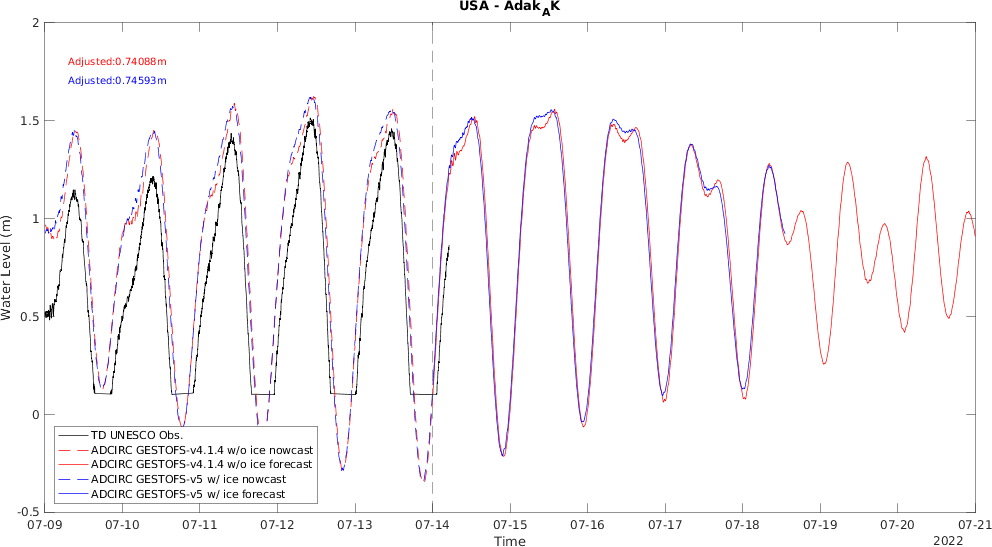 USA - AdakAK
Adjusted:0.74088m
Adjusted:0.74593m
Water Level (m)
2
1.5
1
0.5
0
-0.5
TD UNESCO Obs.
ADCIRC GESTOFS-v4.1.4 w/o ice nowcast
ADCIRC GESTOFS-v4.1.4 w/o ice forecast
ADCIRC GESTOFS-v5 w/ ice nowcast
ADCIRC GESTOFS-v5 w/ ice forecast
07-09 07-10 07-11 07-12 07-13 07-14 07-15 07-16 07-17 07-18 07-19 07-20 07-21
Time
2022